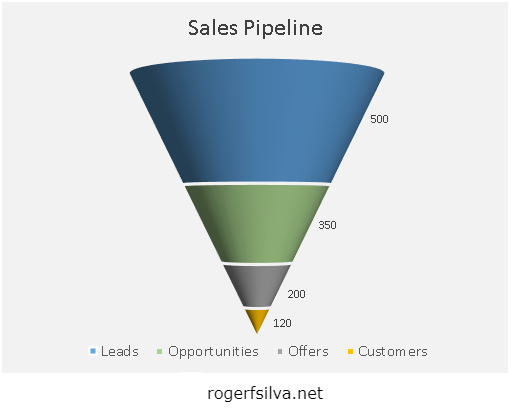 Sales Pipeline
500
350
200
120
Leads Opportunities Offers Customers
rogerfsilva.net